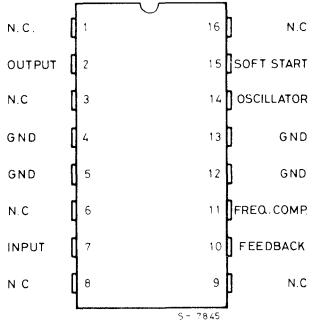 N.C. 1 16 N.C
OUTPUT 2 15 SOFT START
N.C 3 14 OSCILLATOR
GND 4 13 GND
GND 5 12 GND
N.C 6 11 FREQ. COMP.
INPUT 7 10 FEEDBACK
N C 8 9 N.C
S- 7845